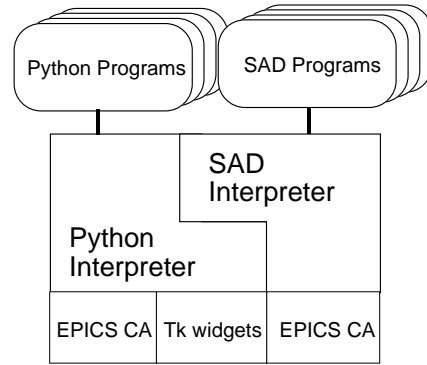 Python Programs
SAD Programs
SAD
Interpreter
Python
Interpreter
EPICS CA
Tk widgets
EPICS CA